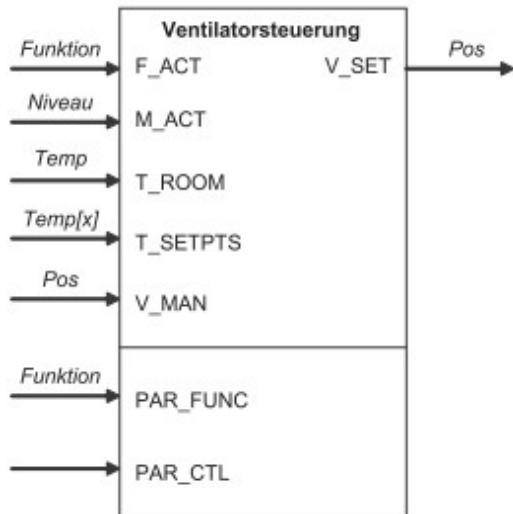 Ventilatorsteuerung
Funktion F_ACT V_SET Pos
Niveau M_ACT
Temp T_ROOM
Temp[x] T_SETPTS
Pos V_MAN
Funktion PAR_FUNC
PAR_CTL